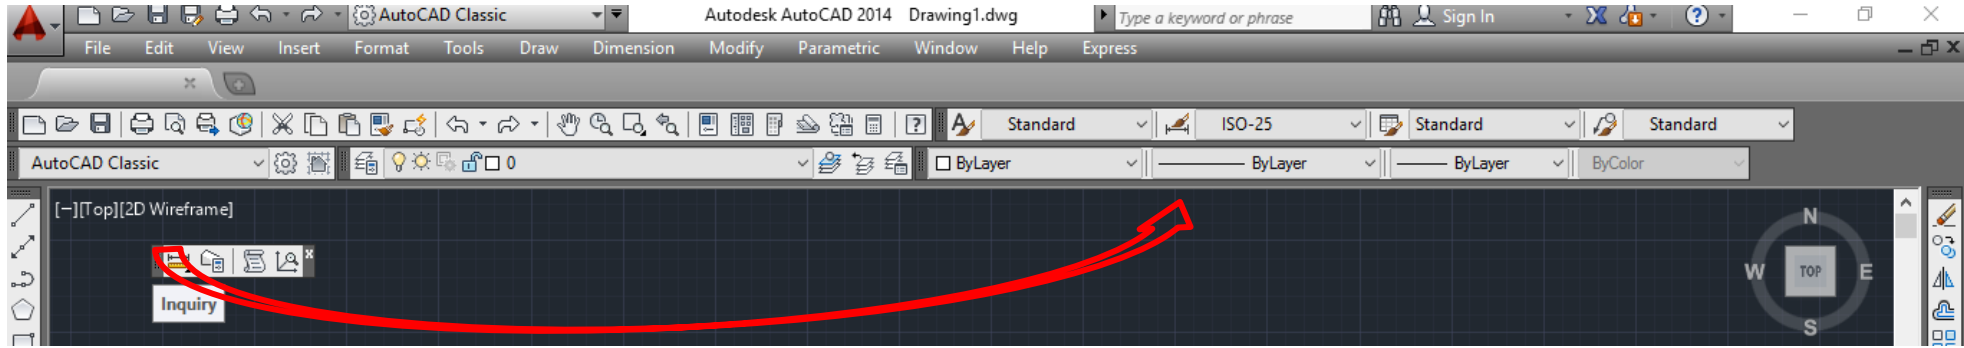 AutoCAD Classic Autodesk AutoCAD 2014 Drawing1.dwg Type a keyword or phrase Sign In
File Edit View Insert Format Tools Draw Dimension Modify Parametric Window Help Express
Standard ISO-25 Standard Standard
AutoCAD Classic 0 ByLayer ByLayer ByLayer ByColor
[−][Top][2D Wireframe]
N
W TOP E
Inquiry
S